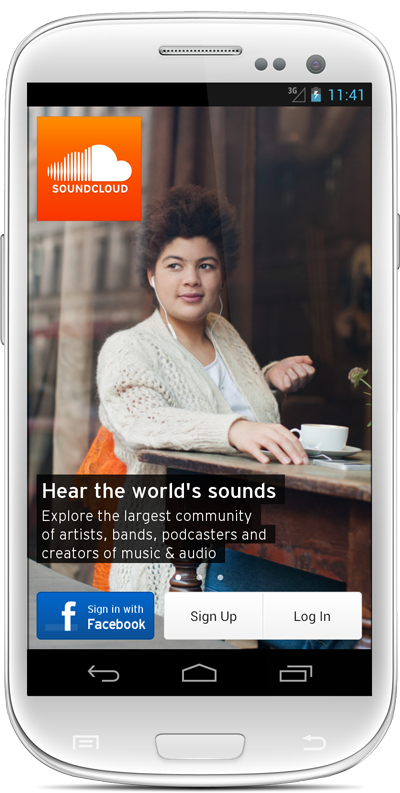 3G
11:41
SOUNDCLOUD
Hear the world's sounds
Explore the largest community
of artists, bands, podcasters and
creators of music & audio
f
Sign in with
Facebook
Sign Up
Log In